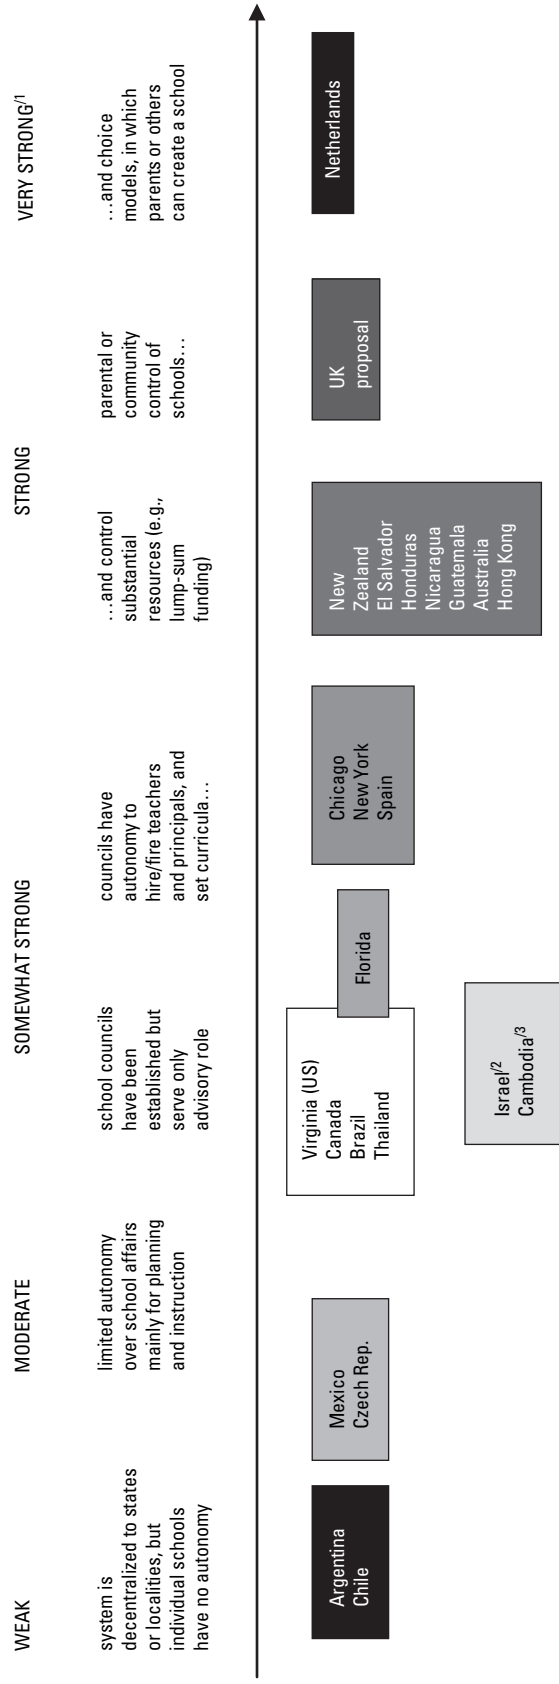 WEAK
MODERATE
SOMEWHAT STRONG
STRONG
VERY STRONG/1
system is
decentralized to states
or localities, but
individual schools
have no autonomy
limited autonomy
over school affairs
mainly for planning
and instruction
school councils
have been
established but
serve only
advisory role
councils have
autonomy to
hire/fire teachers
and principals, and
set curricula…
…and control
substantial
resources (e.g.,
lump-sum
funding)
parental or
community
control of
schools…
…and choice
models, in which
parents or others
can create a school
Argentina
Chile
Mexico
Czech Rep.
Virginia (US)
Canada
Brazil
Thailand
Israel/2
Cambodia/3
Florida
Chicago
New York
Spain
New
Zealand
El Salvador
Honduras
Nicaragua
Guatemala
Australia
Hong Kong
UK
proposal
Netherlands